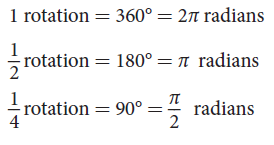 1 rotation = 360° = 2π radians
1/2 rotation = 180° = π radians
1/4 rotation = 90° = π/2 radians